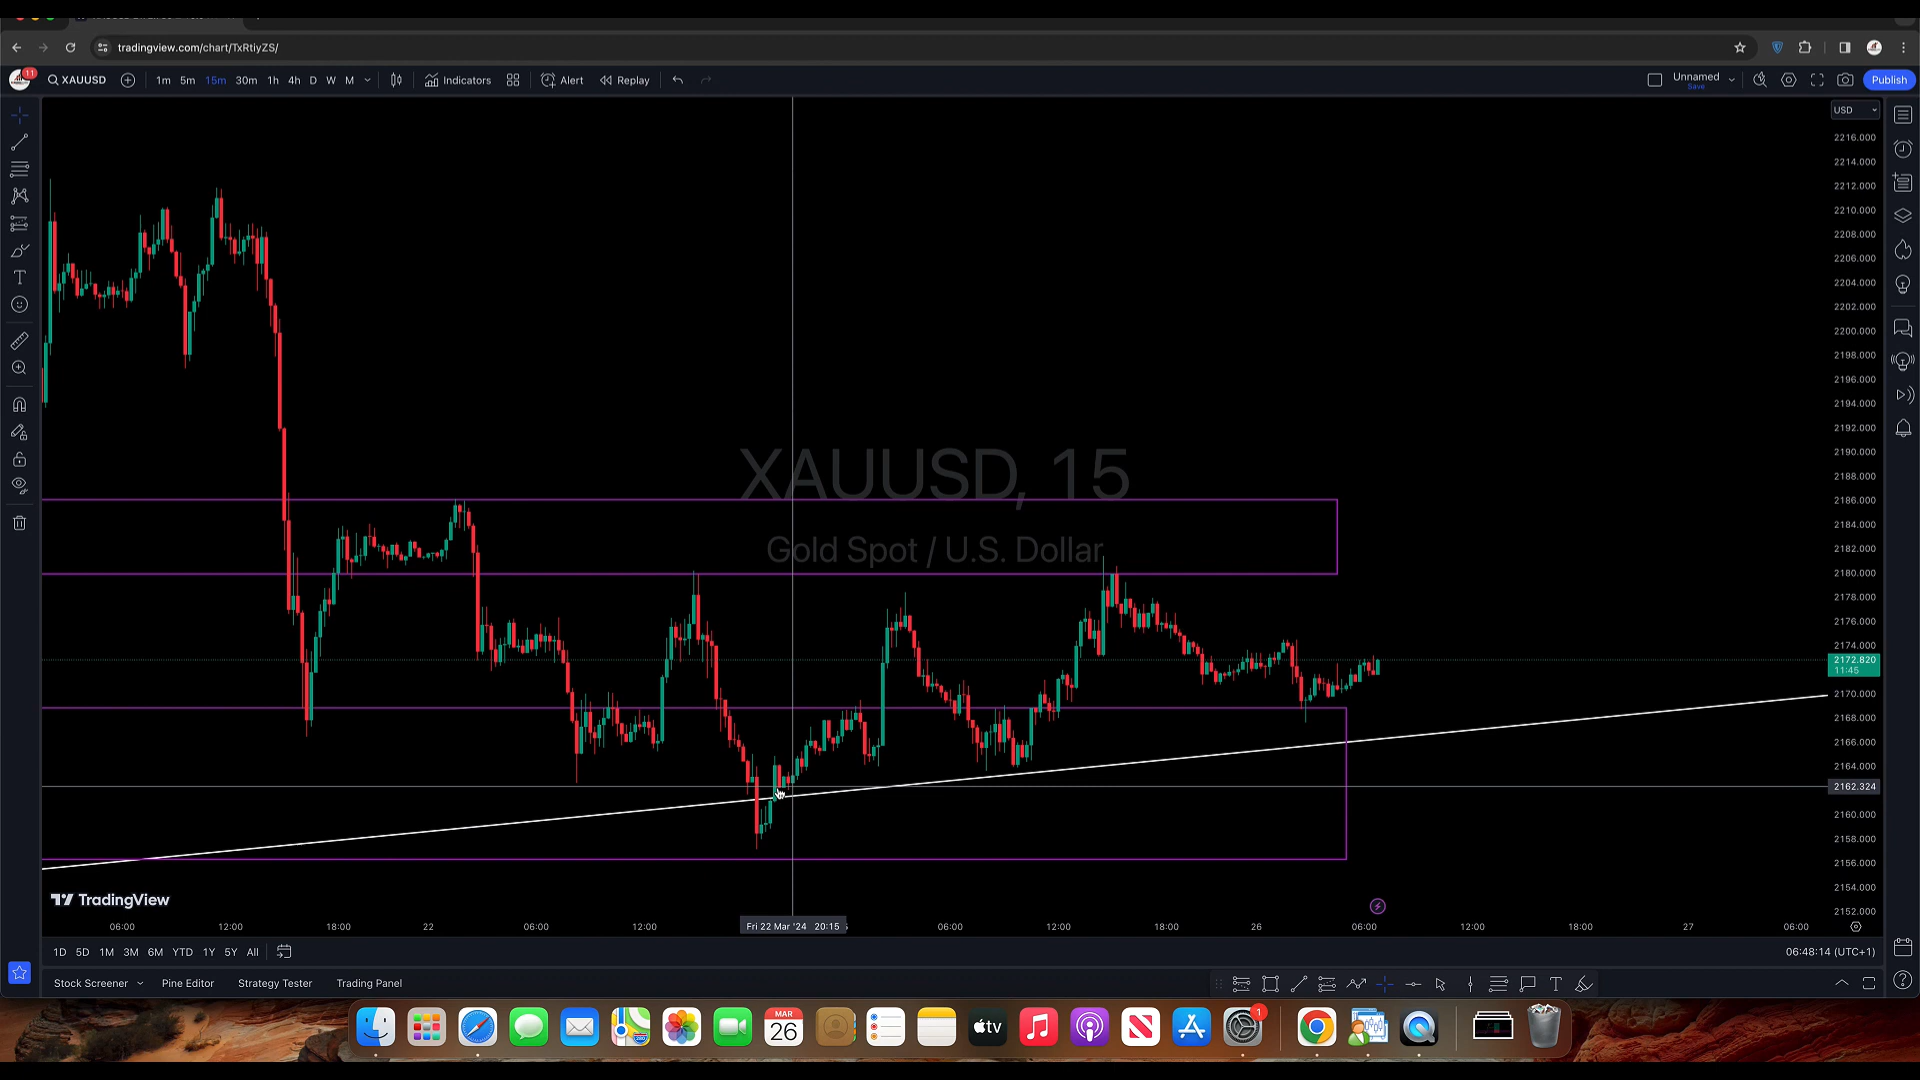 tradingview.com/chart/TxRtiyZS/
11
XAUUSD
1m 5m 15m 30m 1h 4h D W M
Indicators
Alert
Replay
Unnamed
Save
Publish
USD
2216.000
2214.000
2212.000
2210.000
2208.000
2206.000
2204.000
2202.000
2200.000
2198.000
2196.000
2194.000
2192.000
2190.000
2188.000
2186.000
2184.000
2182.000
2180.000
2178.000
2176.000
2174.000
2172.820
11:45
2170.000
2168.000
2166.000
2164.000
2162.324
2160.000
2158.000
2156.000
2154.000
2152.000
XAUUSD, 15
Gold Spot / U.S. Dollar
TradingView
06:00 12:00 18:00 22 06:00 12:00 Fri 22 Mar '24 20:15 06:00 12:00 18:00 26 06:00 12:00 18:00 27 06:00
1D 5D 1M 3M 6M YTD 1Y 5Y All
06:48:14 (UTC+1)
Stock Screener Pine Editor Strategy Tester Trading Panel
MAR
26
tv
1